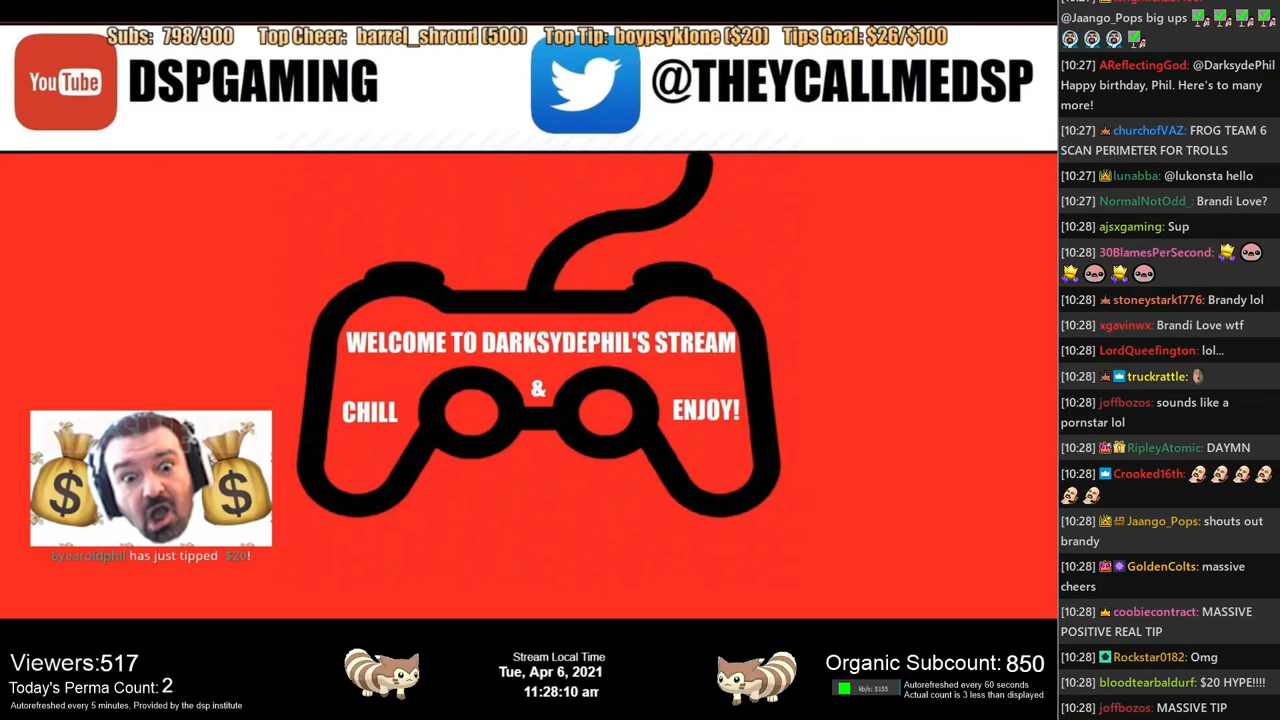 Subs: 798/900 Top Cheer: barrel_shroud (500) Top Tip: boypsyklone ($20) Tips Goal: $26/$100
YouTube DSPGAMING @THEYCALLMEDSP
WELCOME TO DARKSYDEPHIL'S STREAM
&
CHILL ENJOY!
$ $
6yearoldphil has just tipped $20!
Viewers:517
Today's Perma Count: 2
Autorefreshed every 5 minutes. Provided by the dsp institute
Stream Local Time
Tue, Apr 6, 2021
11:28:10 am
Organic Subcount: 850
kb/s: 5155
Autorefreshed every 60 seconds
Actual count is 3 less than displayed
@Jaango_Pops big ups
[10:27] AReflectingGod: @DarksydePhil
Happy birthday, Phil. Here's to many
more!
[10:27] churchofVAZ: FROG TEAM 6
SCAN PERIMETER FOR TROLLS
[10:27] lunabba: @lukonsta hello
[10:27] NormalNotOdd_: Brandi Love?
[10:28] ajsxgaming: Sup
[10:28] 30BlamesPerSecond:
[10:28] stoneystark1776: Brandy lol
[10:28] xgavinwx: Brandi Love wtf
[10:28] LordQueefington: lol...
[10:28] truckrattle:
[10:28] joffbozos: sounds like a
pornstar lol
[10:28] RipleyAtomic: DAYMN
[10:28] Crooked16th:
[10:28] Jaango_Pops: shouts out
brandy
[10:28] GoldenColts: massive
cheers
[10:28] coobiecontract: MASSIVE
POSITIVE REAL TIP
[10:28] Rockstar0182: Omg
[10:28] bloodtearbaldurf: $20 HYPE!!!!
[10:28] joffbozos: MASSIVE TIP